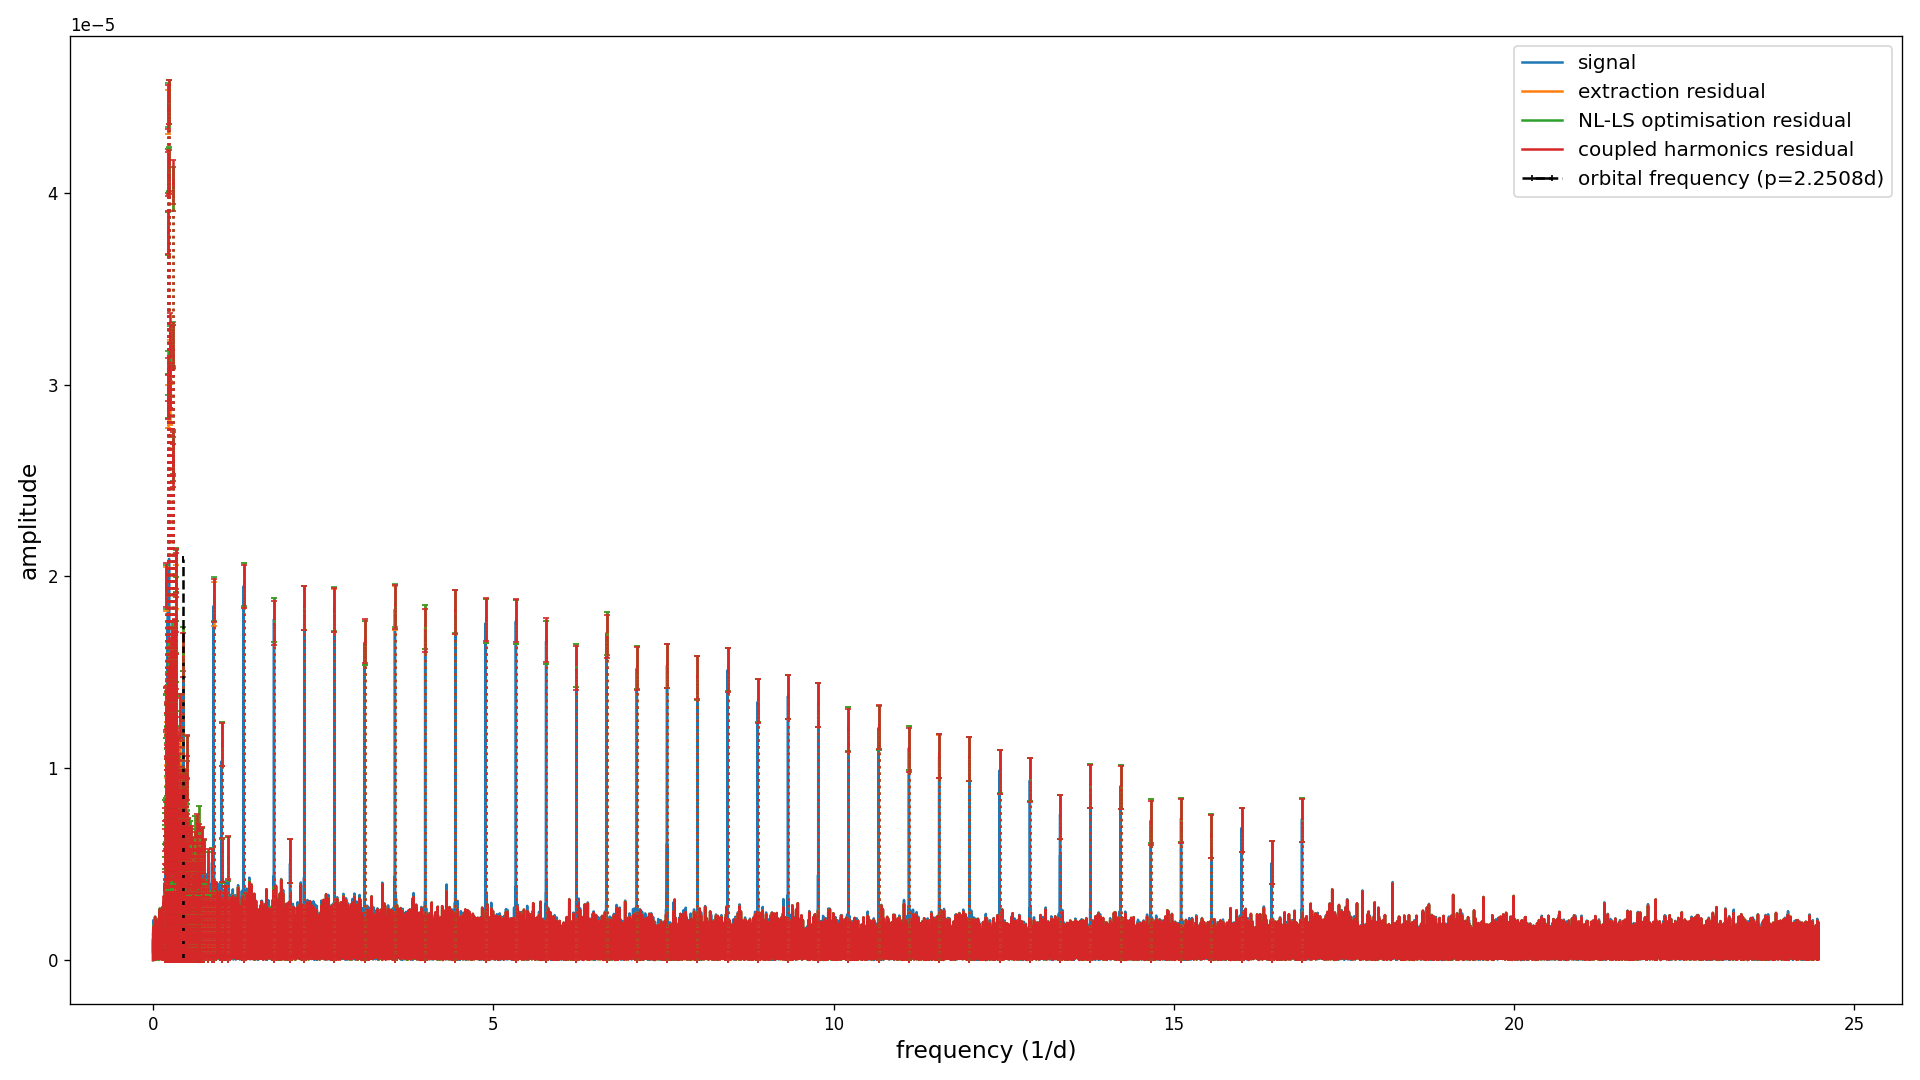 1e−5
signal
extraction residual
NL-LS optimisation residual
coupled harmonics residual
orbital frequency (p=2.2508d)
4
3
2
1
0
amplitude
0 5 10 15 20 25
frequency (1/d)